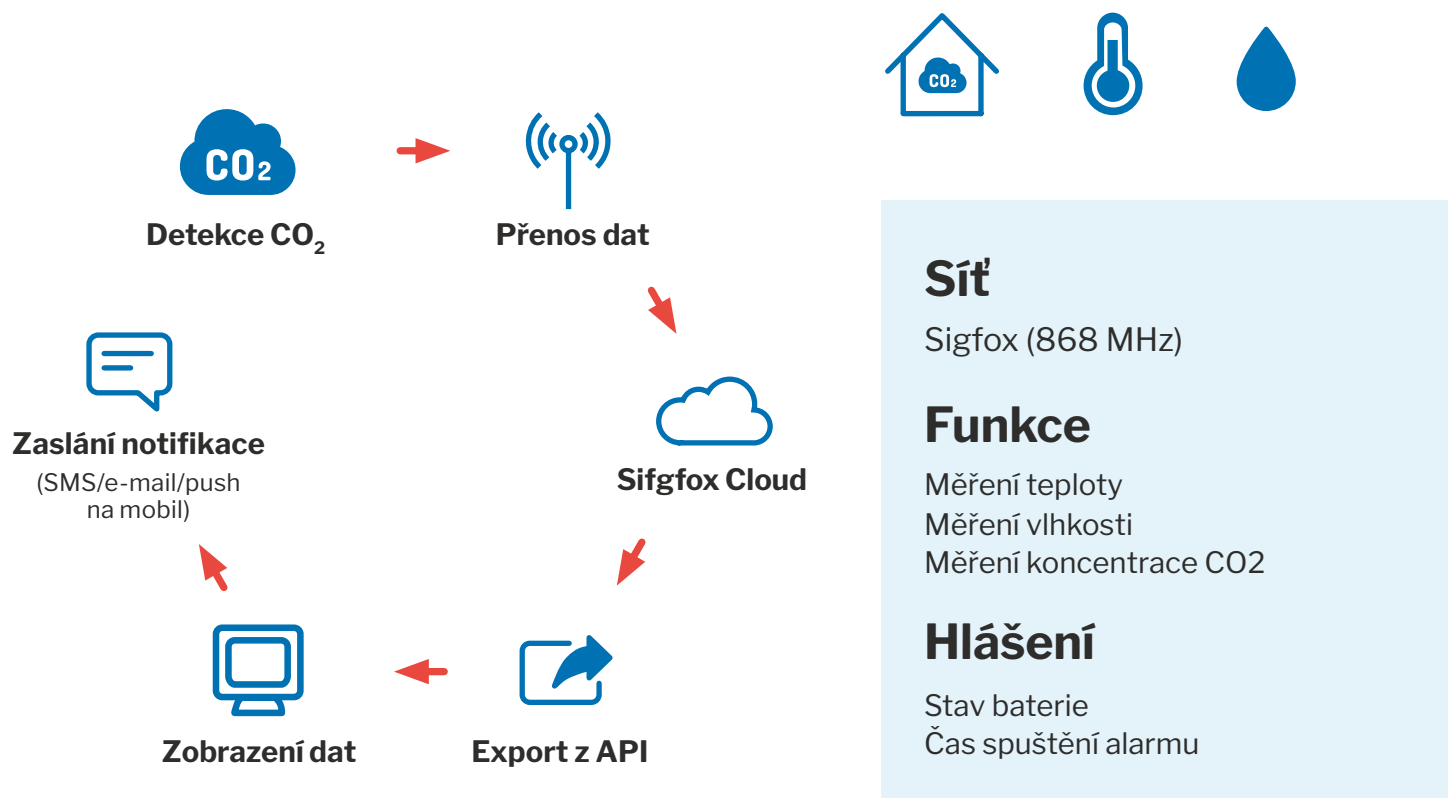 CO2
CO2
Detekce CO2
Přenos dat
Sifgfox Cloud
Export z API
Zobrazení dat
Zaslání notifikace
(SMS/e-mail/push
na mobil)
Síť
Sigfox (868 MHz)
Funkce
Měření teploty
Měření vlhkosti
Měření koncentrace CO2
Hlášení
Stav baterie
Čas spuštění alarmu